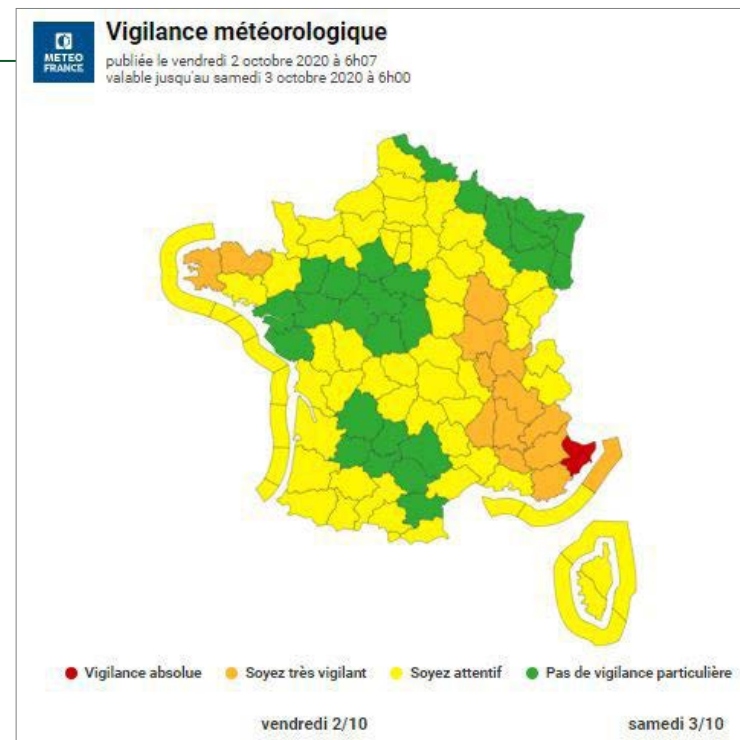 METEO
FRANCE
Vigilance météorologique
publiée le vendredi 2 octobre 2020 à 6h07
valable jusqu'au samedi 3 octobre 2020 à 6h00
Vigilance absolue Soyez très vigilant Soyez attentif Pas de vigilance particulière
vendredi 2/10 samedi 3/10